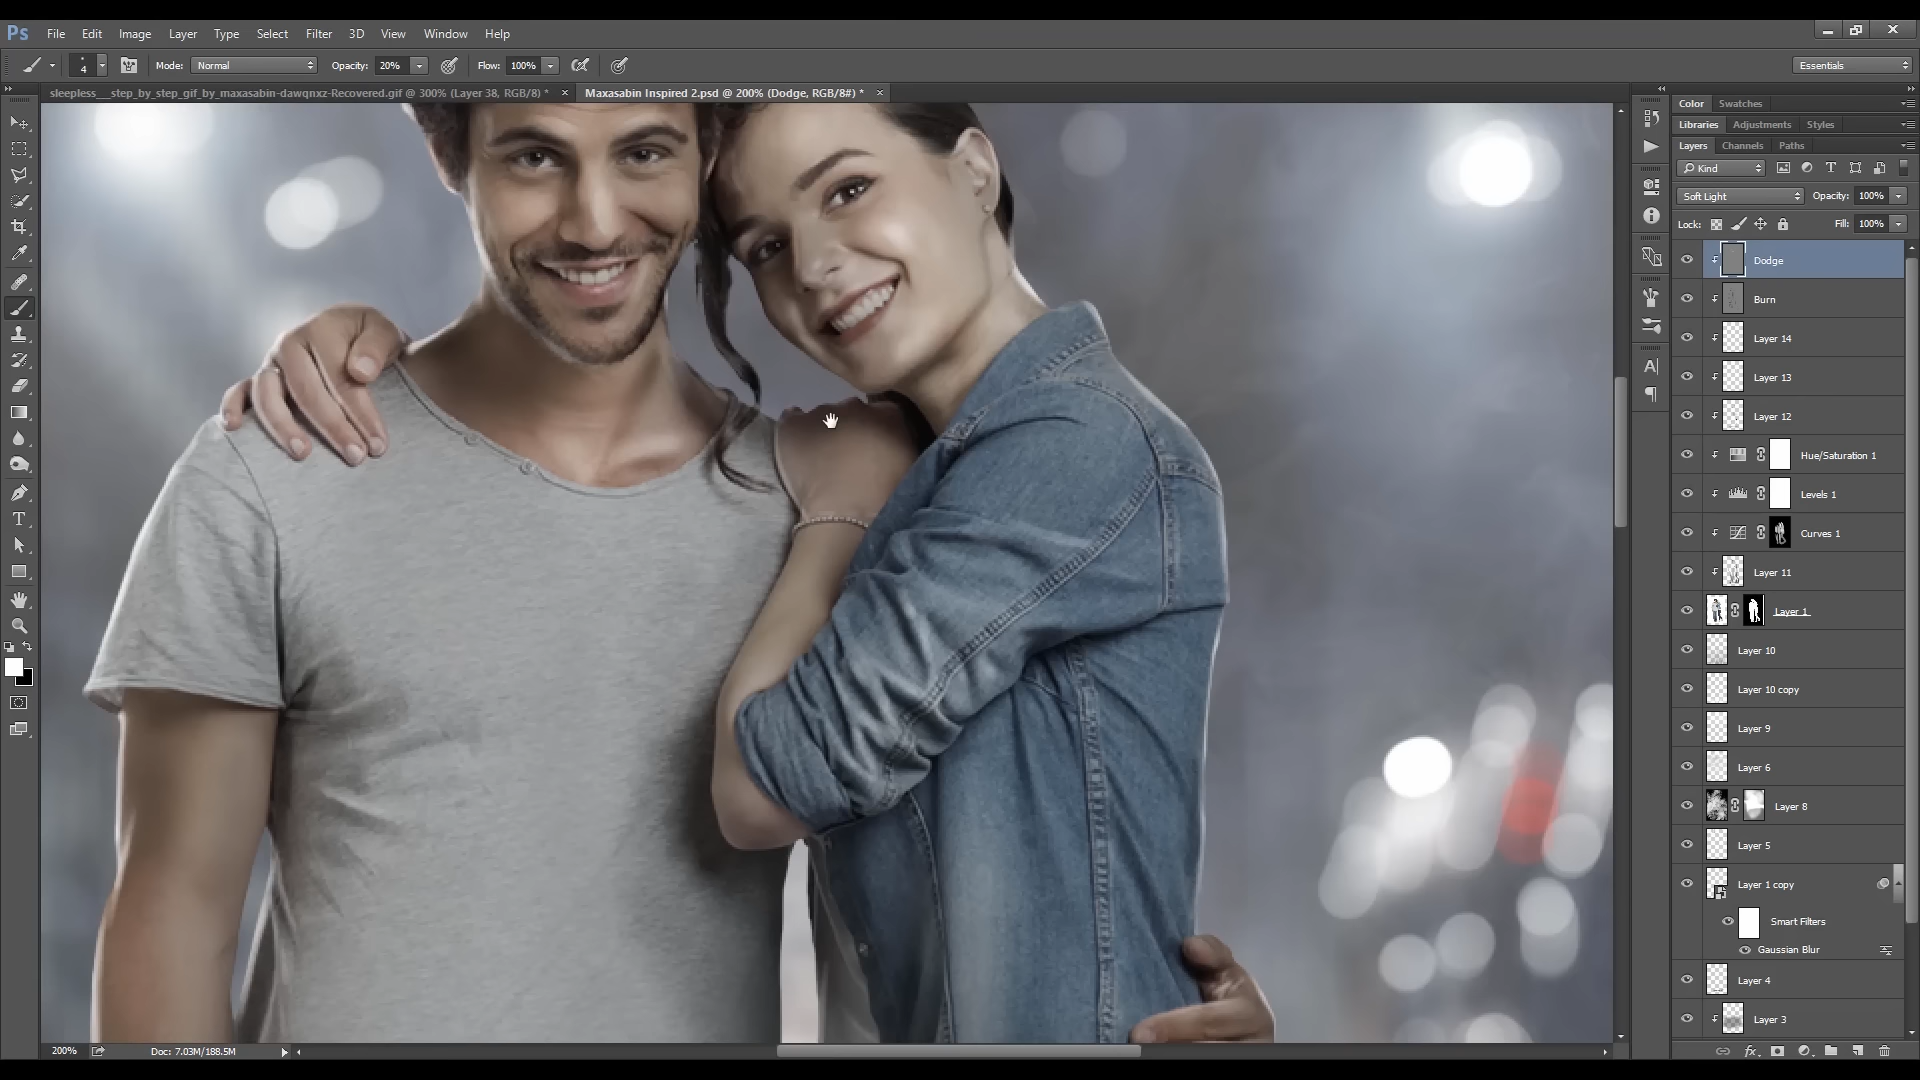 Ps File Edit Image Layer Type Select Filter 3D View Window Help
4 Mode: Normal Opacity: 20% Flow: 100% Essentials
sleepless__step_by_step_gif_by_maxasabin-dawqnxz-Recovered.gif @ 300% (Layer 38, RGB/8) * × Maxasabin Inspired 2.psd @ 200% (Dodge, RGB/8#) * ×
Color Swatches
Libraries Adjustments Styles
Layers Channels Paths
Kind
Soft Light Opacity: 100%
Lock: Fill: 100%
Dodge
Burn
Layer 14
Layer 13
Layer 12
Hue/Saturation 1
Levels 1
Curves 1
Layer 11
Layer 1
Layer 10
Layer 10 copy
Layer 9
Layer 6
Layer 8
Layer 5
Layer 1 copy
Smart Filters
Gaussian Blur
Layer 4
Layer 3
200% Doc: 7.03M/188.5M